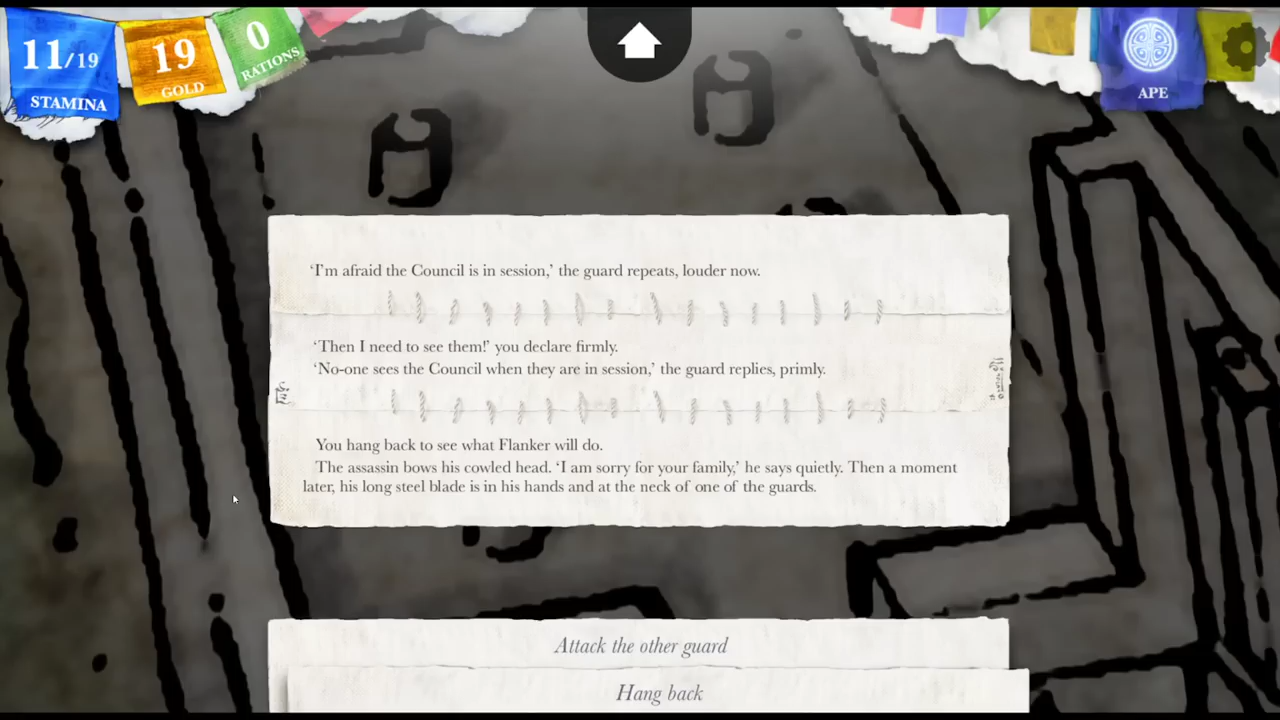 11/19
STAMINA
19
GOLD
0
RATIONS
APE
‘I'm afraid the Council is in session,’ the guard repeats, louder now.
‘Then I need to see them!’ you declare firmly.
‘No-one sees the Council when they are in session,’ the guard replies, primly.
You hang back to see what Flanker will do.
The assassin bows his cowled head. ‘I am sorry for your family,’ he says quietly. Then a moment
later, his long steel blade is in his hands and at the neck of one of the guards.
Attack the other guard
Hang back